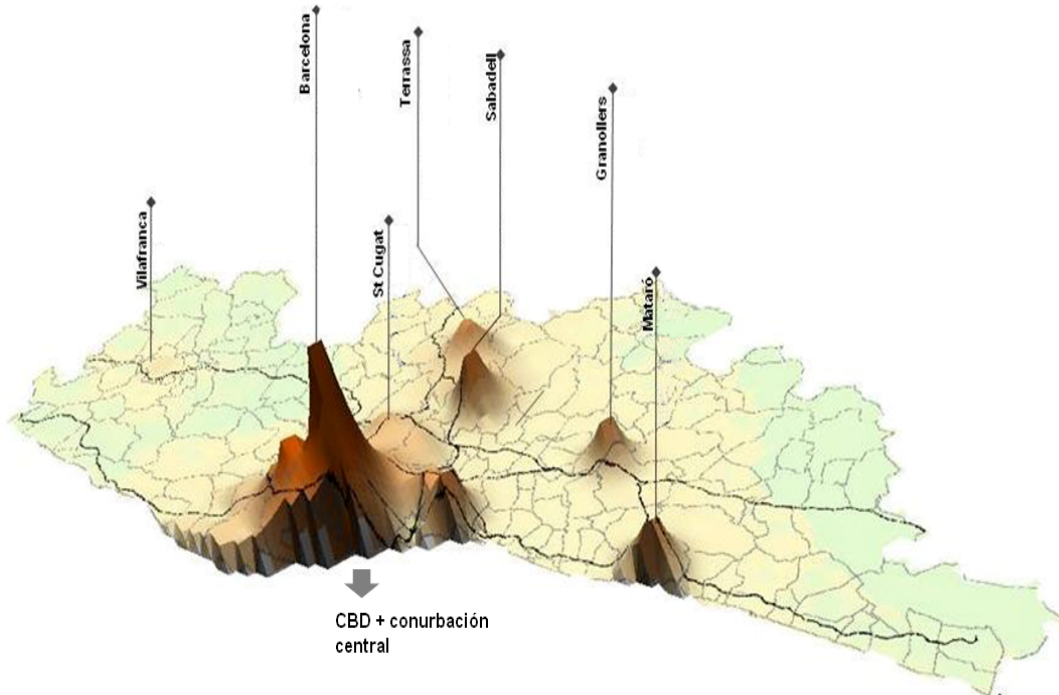 Vilafranca
Barcelona
St Cugat
Terrassa
Sabadell
Granollers
Mataró
CBD + conurbación
central